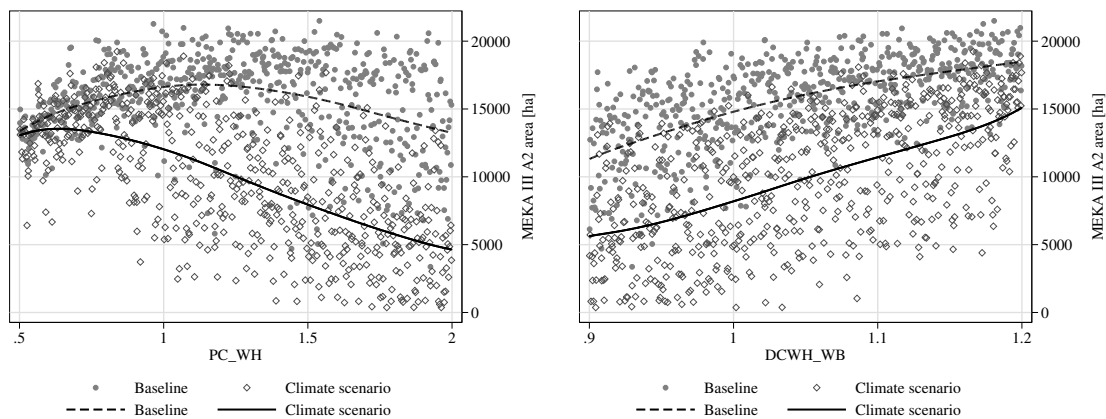 20000
15000
10000
5000
0
MEKA III A2 area [ha]
.5 1 1.5 2
PC_WH
Baseline Climate scenario
Baseline Climate scenario
20000
15000
10000
5000
0
MEKA III A2 area [ha]
.9 1 1.1 1.2
DCWH_WB
Baseline Climate scenario
Baseline Climate scenario